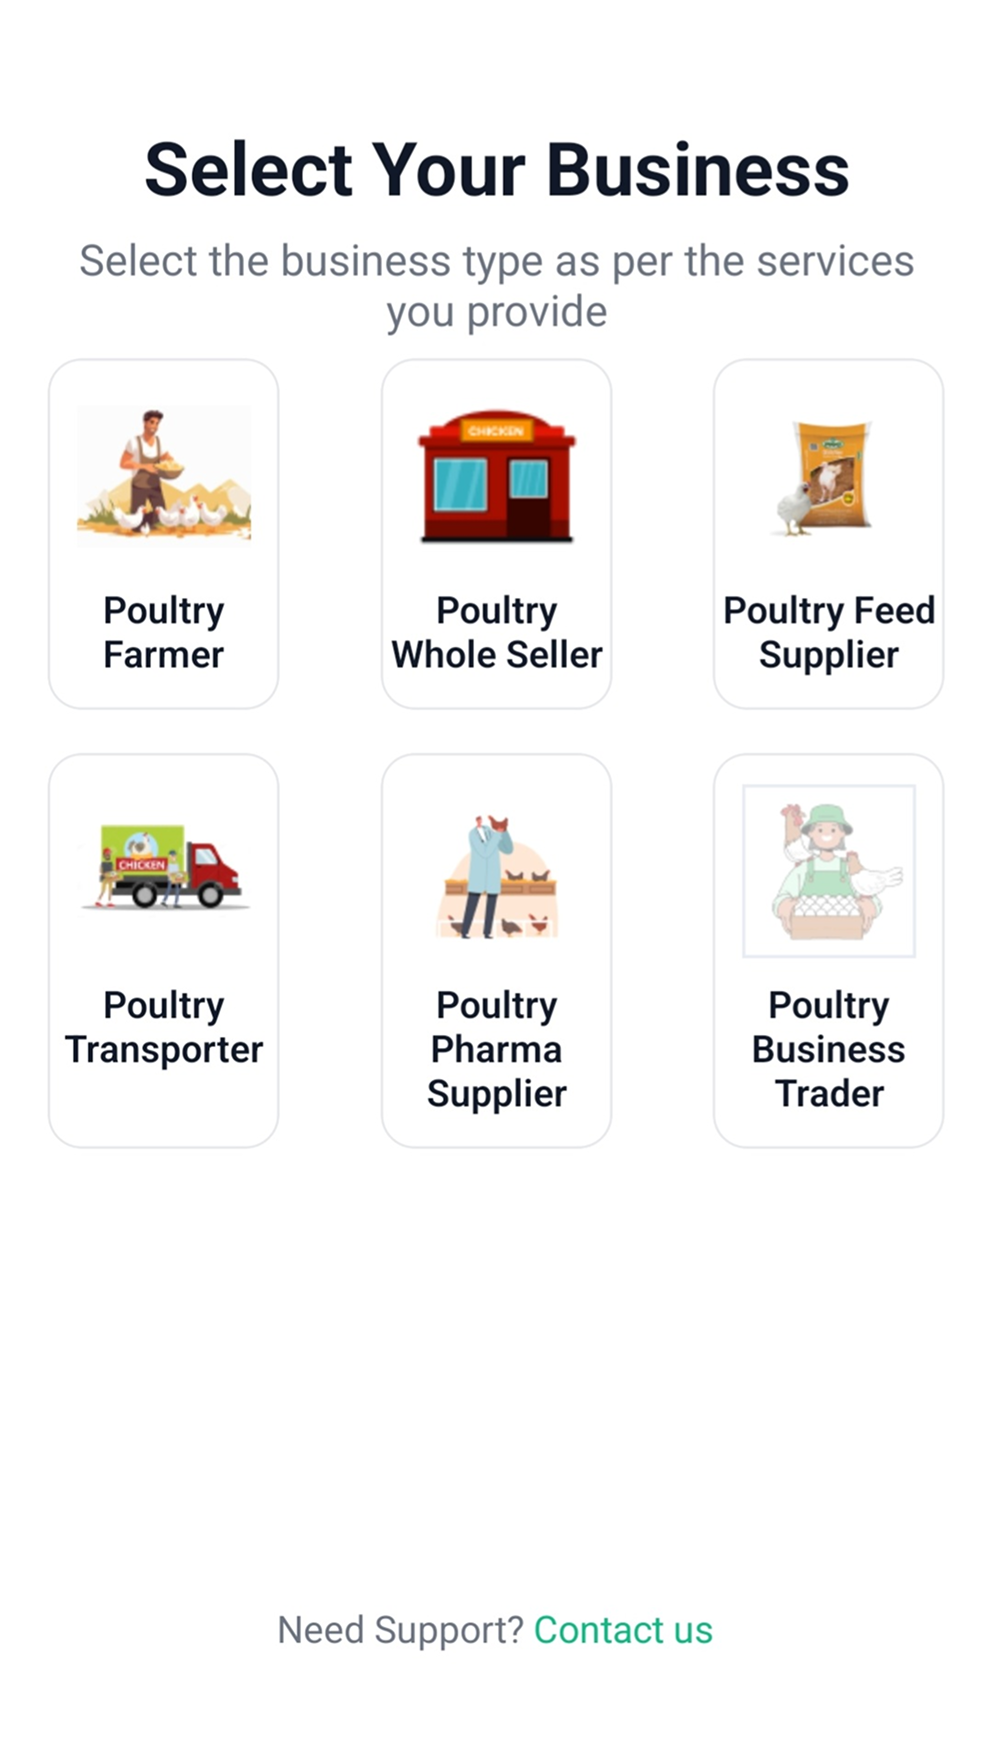 Select Your Business
Select the business type as per the services
you provide
CHICKEN
Poultry
Farmer
Poultry
Whole Seller
Poultry Feed
Supplier
CHICKEN
Poultry
Transporter
Poultry
Pharma
Supplier
Poultry
Business
Trader
Need Support? Contact us